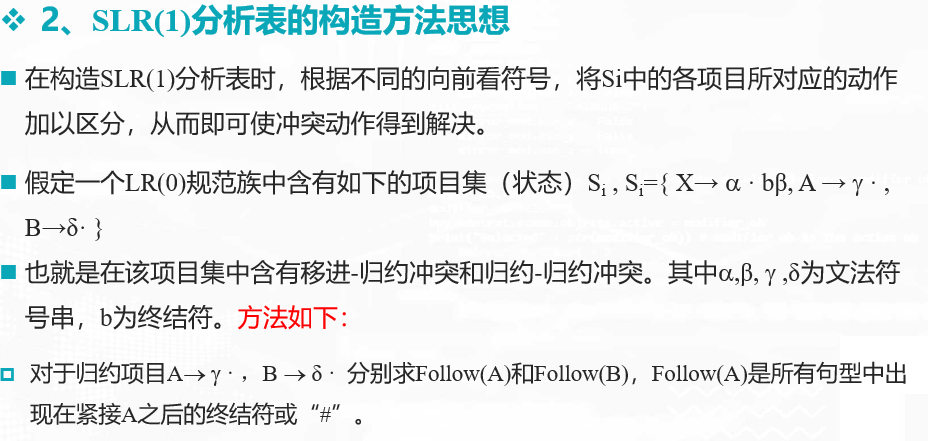 ❖ 2、SLR(1)分析表的构造方法思想
■ 在构造SLR(1)分析表时，根据不同的向前看符号，将Si中的各项目所对应的动作
加以区分，从而即可使冲突动作得到解决。
■ 假定一个LR(0)规范族中含有如下的项目集（状态）Si , Si={ X→ α · bβ, A → γ · ,
B→δ· }
■ 也就是在该项目集中含有移进-归约冲突和归约-归约冲突。其中α,β, γ ,δ为文法符
号串，b为终结符。方法如下：
□ 对于归约项目A→ γ · ，B → δ · 分别求Follow(A)和Follow(B)，Follow(A)是所有句型中出
现在紧接A之后的终结符或“#”。